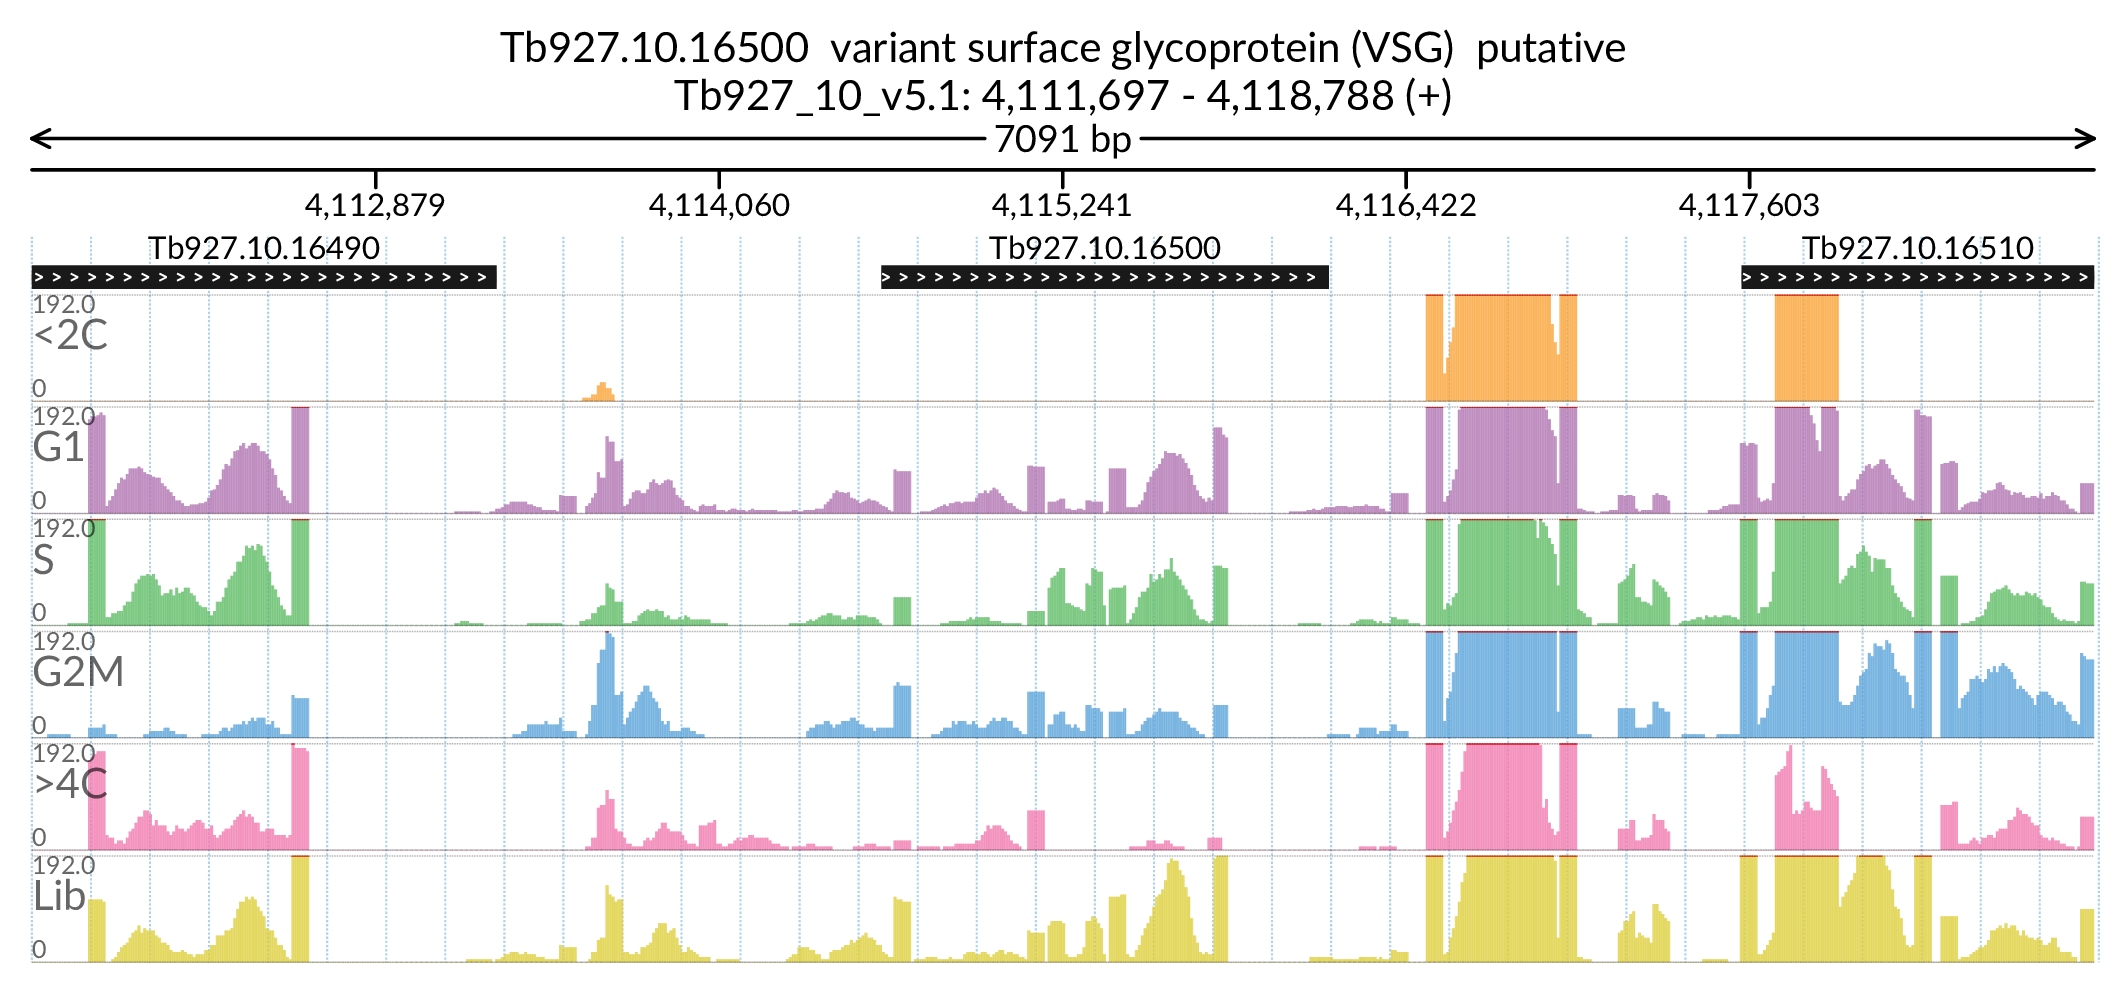 Tb927.10.16500 variant surface glycoprotein (VSG) putative
Tb927_10_v5.1: 4,111,697 - 4,118,788 (+)
7091 bp
4,112,879 4,114,060 4,115,241 4,116,422 4,117,603
Tb927.10.16490 Tb927.10.16500 Tb927.10.16510
192.0
<2C
0
192.0
G1
0
192.0
S
0
192.0
G2M
0
192.0
>4C
0
192.0
Lib
0